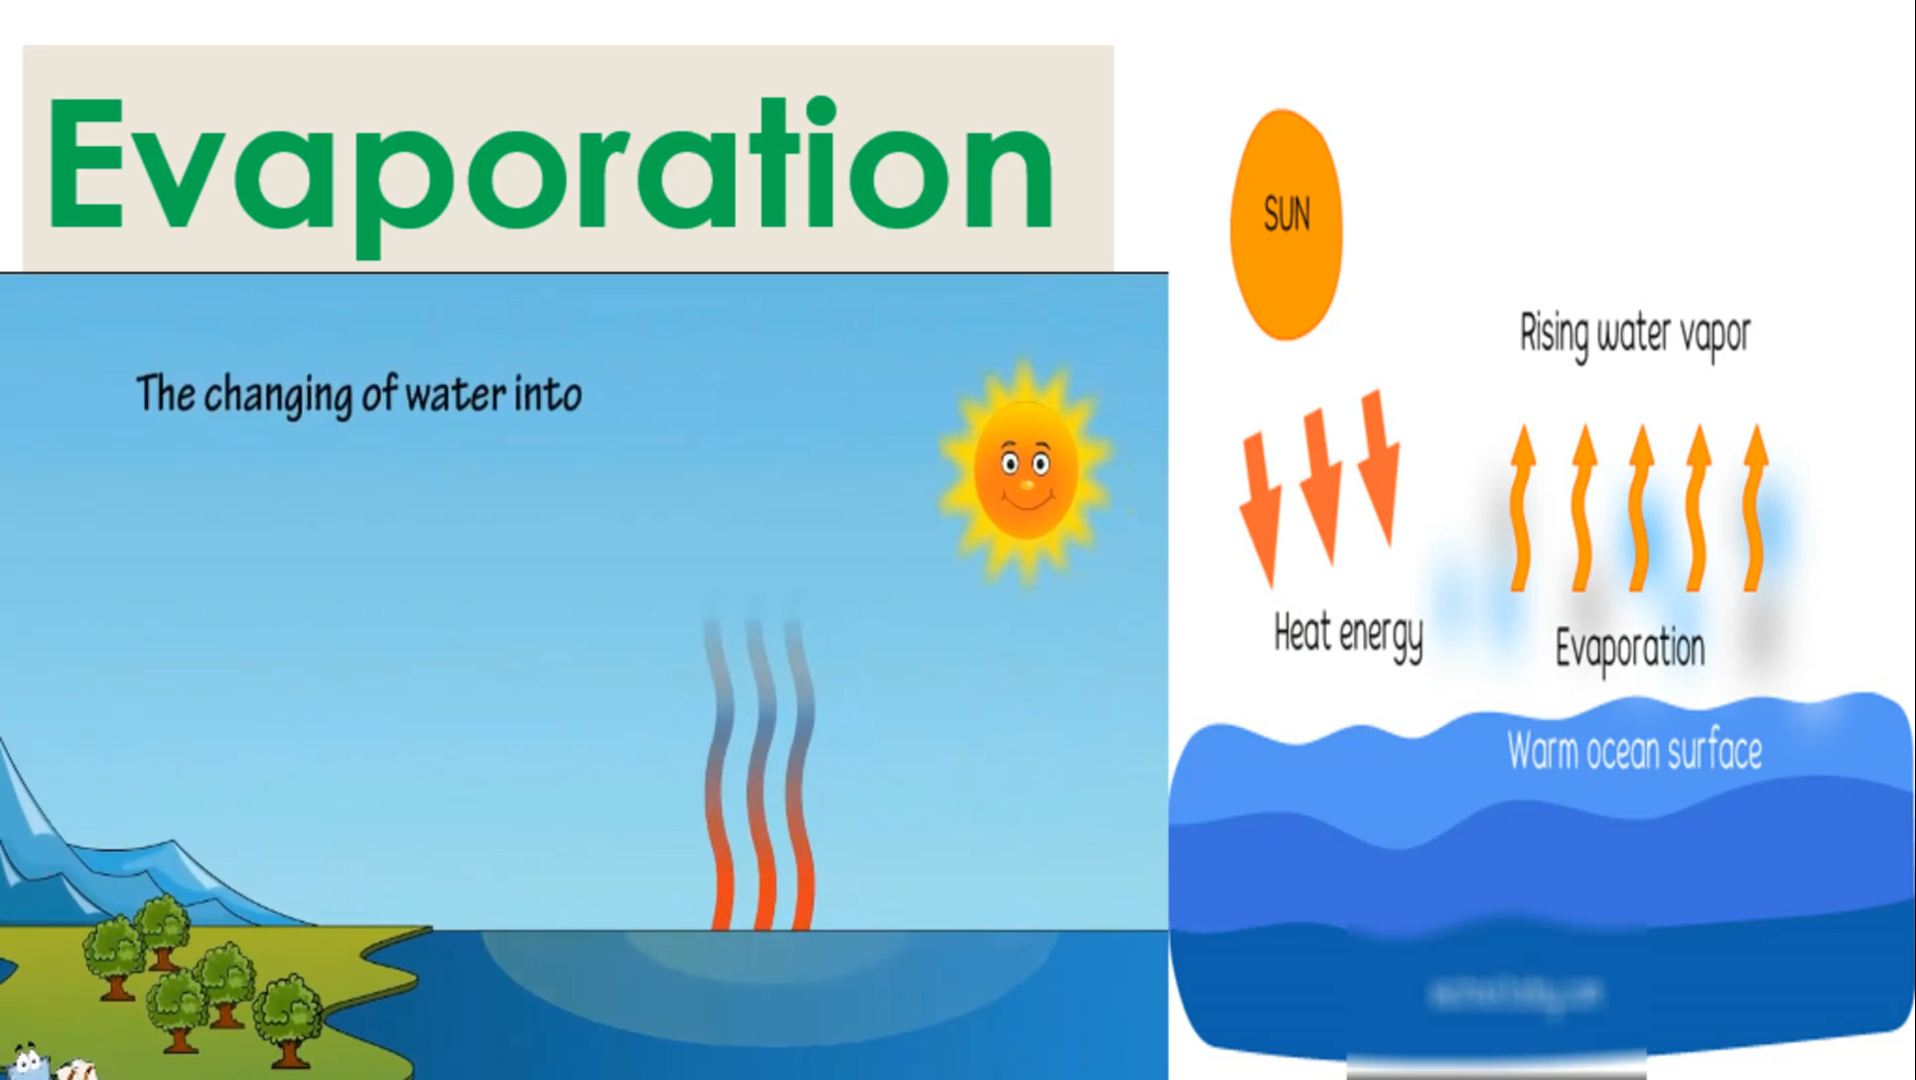 Evaporation
The changing of water into
SUN
Rising water vapor
Heat energy
Evaporation
Warm ocean surface